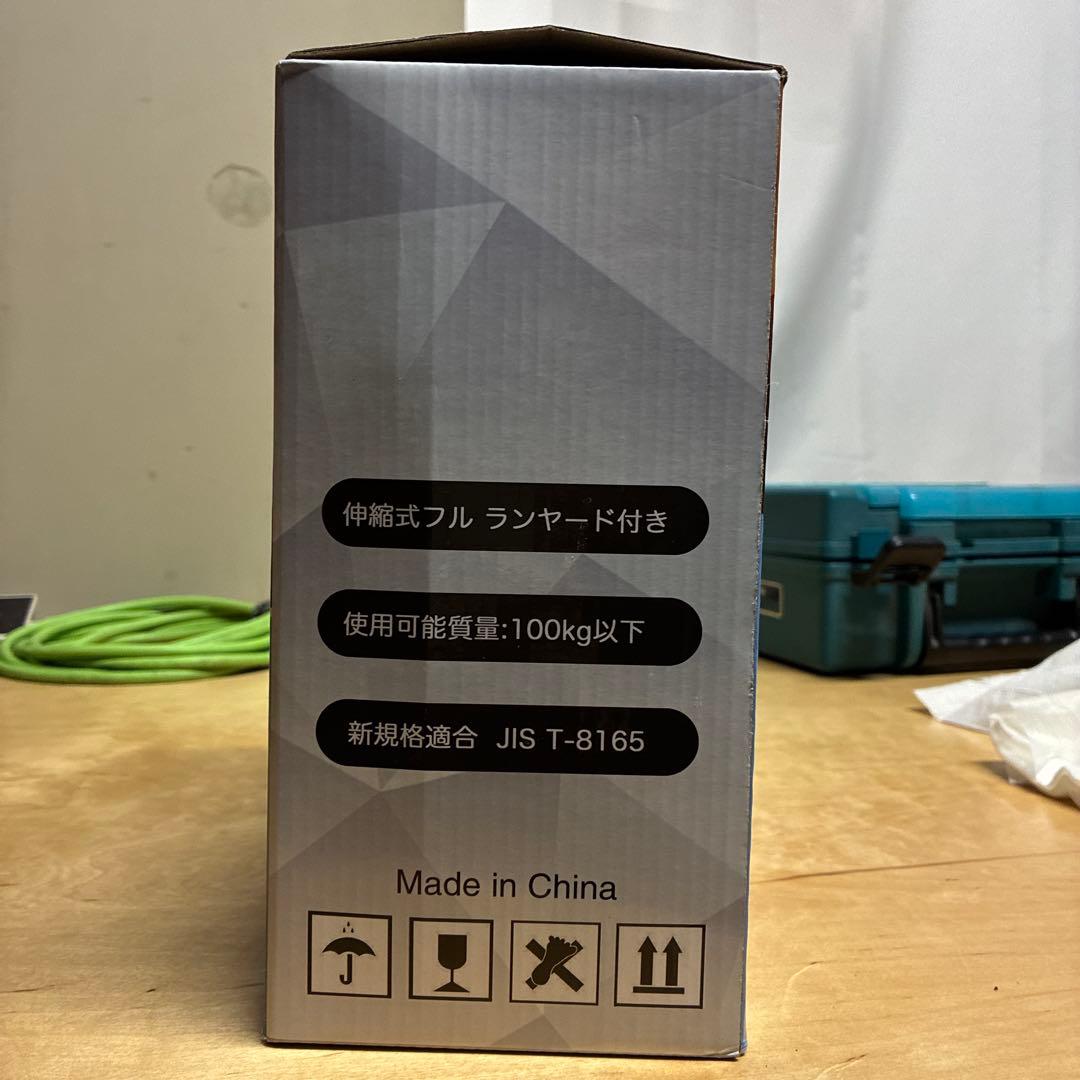 伸縮式フル ランヤード付き
使用可能質量:100kg以下
新規格適合 JIS T-8165
Made in China